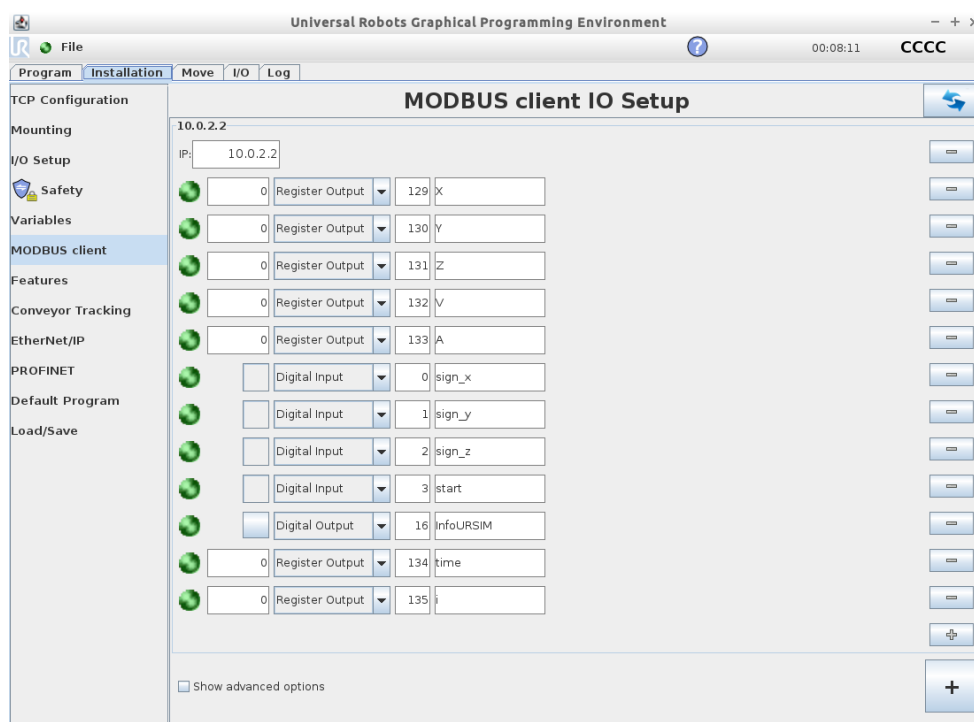 Universal Robots Graphical Programming Environment
File 00:08:11 CCCC
Program Installation Move I/O Log
TCP Configuration
Mounting
I/O Setup
Safety
Variables
MODBUS client
Features
Conveyor Tracking
EtherNet/IP
PROFINET
Default Program
Load/Save
MODBUS client IO Setup
10.0.2.2
IP: 10.0.2.2
0 Register Output 129 X
0 Register Output 130 Y
0 Register Output 131 Z
0 Register Output 132 V
0 Register Output 133 A
Digital Input 0 sign_x
Digital Input 1 sign_y
Digital Input 2 sign_z
Digital Input 3 start
Digital Output 16 InfoURSIM
0 Register Output 134 time
0 Register Output 135 i
Show advanced options